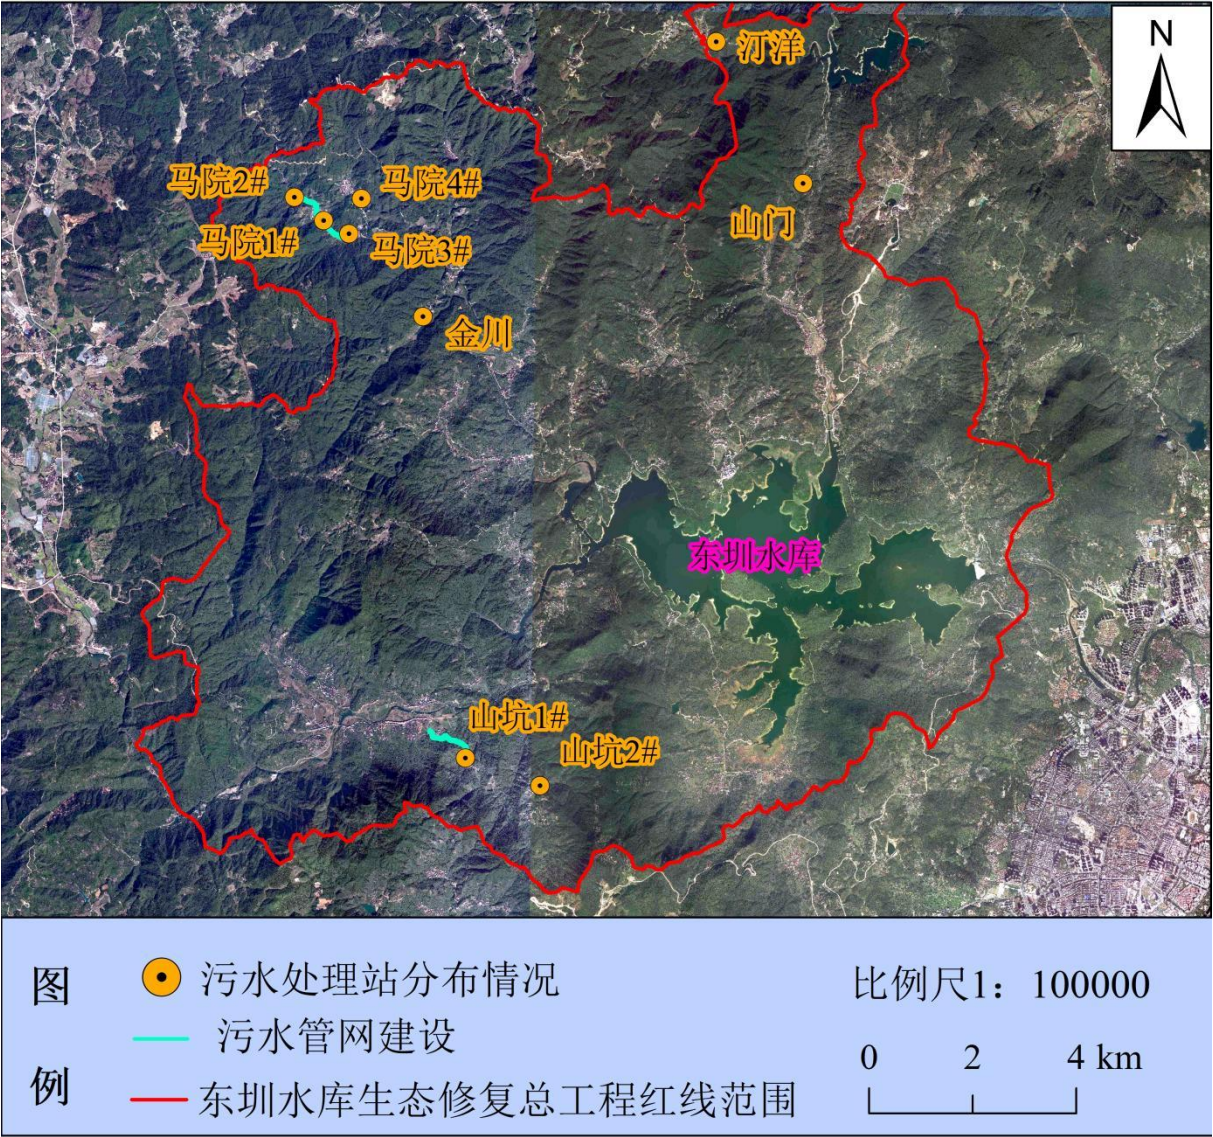 N
汀洋
马院2#
马院4#
山门
马院1#
马院3#
金川
东圳水库
山坑1#
山坑2#
图
例
污水处理站分布情况
污水管网建设
东圳水库生态修复总工程红线范围
比例尺1：100000
0 2 4 km